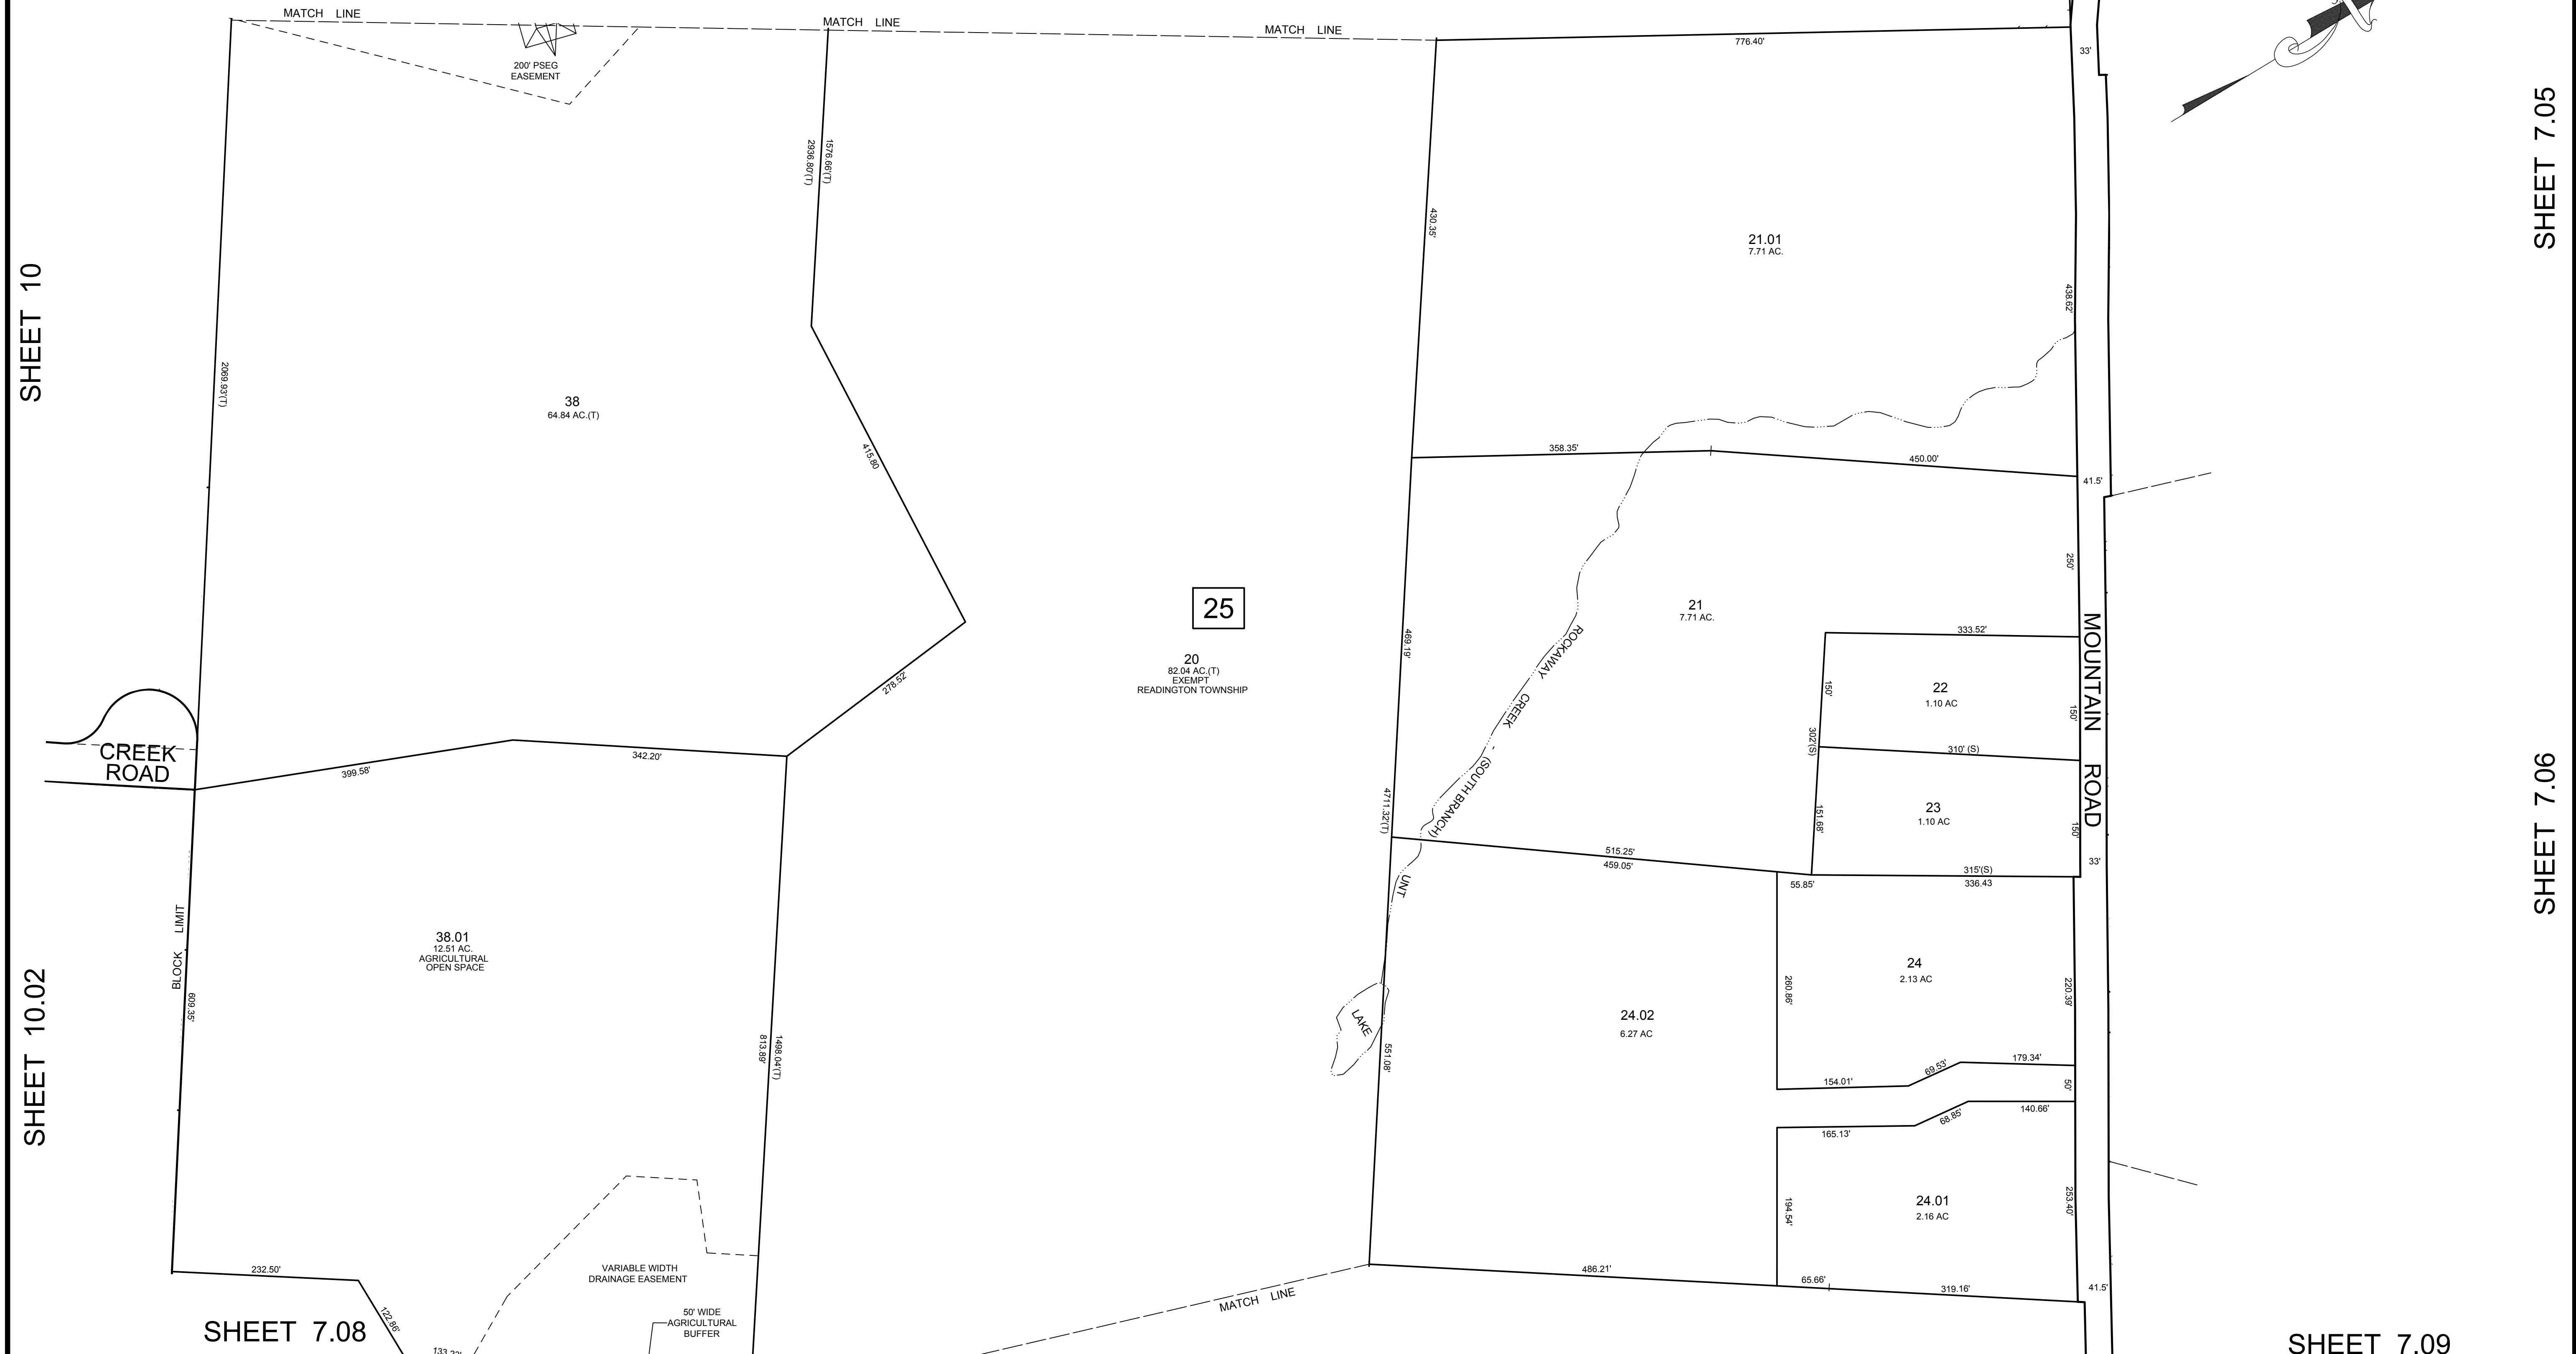 MATCH LINE
MATCH LINE
MATCH LINE
776.40'
33'
200' PSEG
EASEMENT
SHEET 7.05
2936.80'(T)
1576.66'(T)
430.35'
21.01
7.71 AC.
438.62'
SHEET 10
2069.93'(T)
38
64.84 AC.(T)
415.80
358.35'
450.00'
41.5'
250'
25
21
7.71 AC.
469.19'
20
82.04 AC.(T)
EXEMPT
READINGTON TOWNSHIP
ROCKAWAY CREEK
(SOUTH BRANCH)
UNT
333.52'
MOUNTAIN ROAD
22
1.10 AC
150'
150'
278.52'
302'(S)
310' (S)
CREEK
ROAD
342.20'
399.58'
4711.32'(T)
23
1.10 AC
151.68'
150'
SHEET 7.06
515.25'
459.05'
33'
315'(S)
55.85'
336.43
BLOCK LIMIT
38.01
12.51 AC.
AGRICULTURAL
OPEN SPACE
609.35'
SHEET 10.02
813.89'
1498.04'(T)
LAKE
551.08'
24.02
6.27 AC
260.86'
24
2.13 AC
220.39'
69.53'
179.34'
154.01'
50'
68.85'
140.66'
165.13'
194.54'
24.01
2.16 AC
253.40'
232.50'
VARIABLE WIDTH
DRAINAGE EASEMENT
486.21'
65.66'
319.16'
41.5'
MATCH LINE
122.86'
50' WIDE
AGRICULTURAL
BUFFER
SHEET 7.08
SHEET 7.09